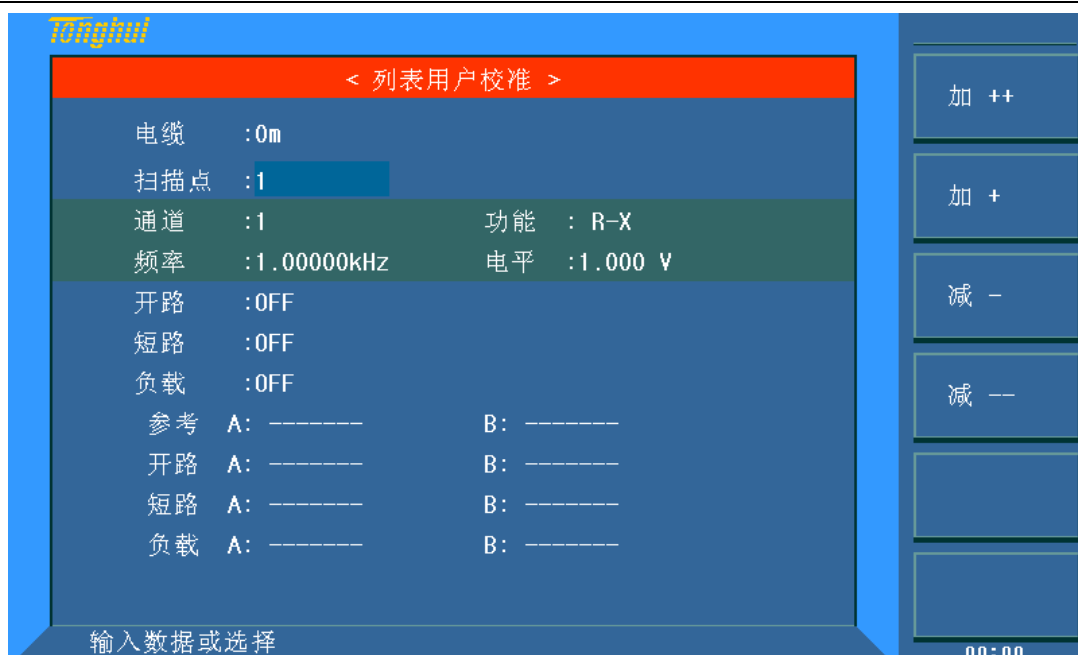 Tonghui
< 列表用户校准 >
电缆 :0m
扫描点 :1
通道 :1 功能 : R-X
频率 :1.00000kHz 电平 :1.000 V
开路 :OFF
短路 :OFF
负载 :OFF
参考 A: ------- B: -------
开路 A: ------- B: -------
短路 A: ------- B: -------
负载 A: ------- B: -------
输入数据或选择
加 ++
加 +
减 -
减 --
00:00